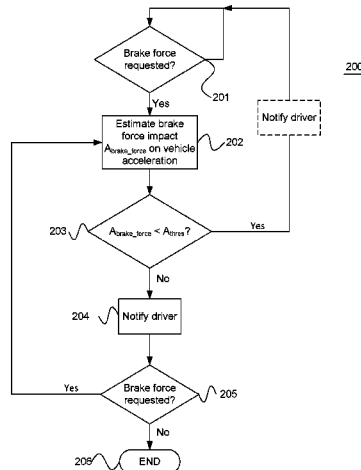 Brake force
requested?
201
200
Yes
Notify driver
Estimate brake
force impact
Abrake_force on vehicle
acceleration
202
203
Abrake_force < Athres?
Yes
No
204
Notify driver
Yes
Brake force
requested?
205
No
206
END